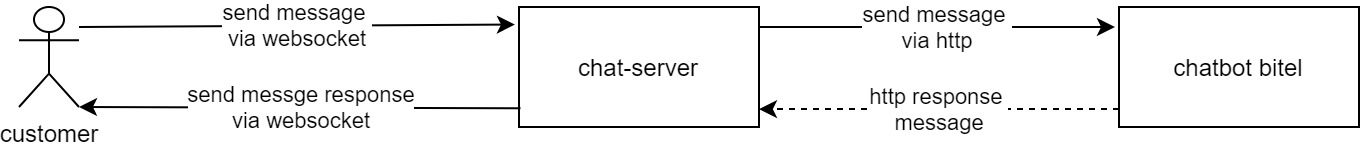 send message
via websocket
send message
via http
chat-server
chatbot bitel
send messge response
via websocket
http response
message
customer